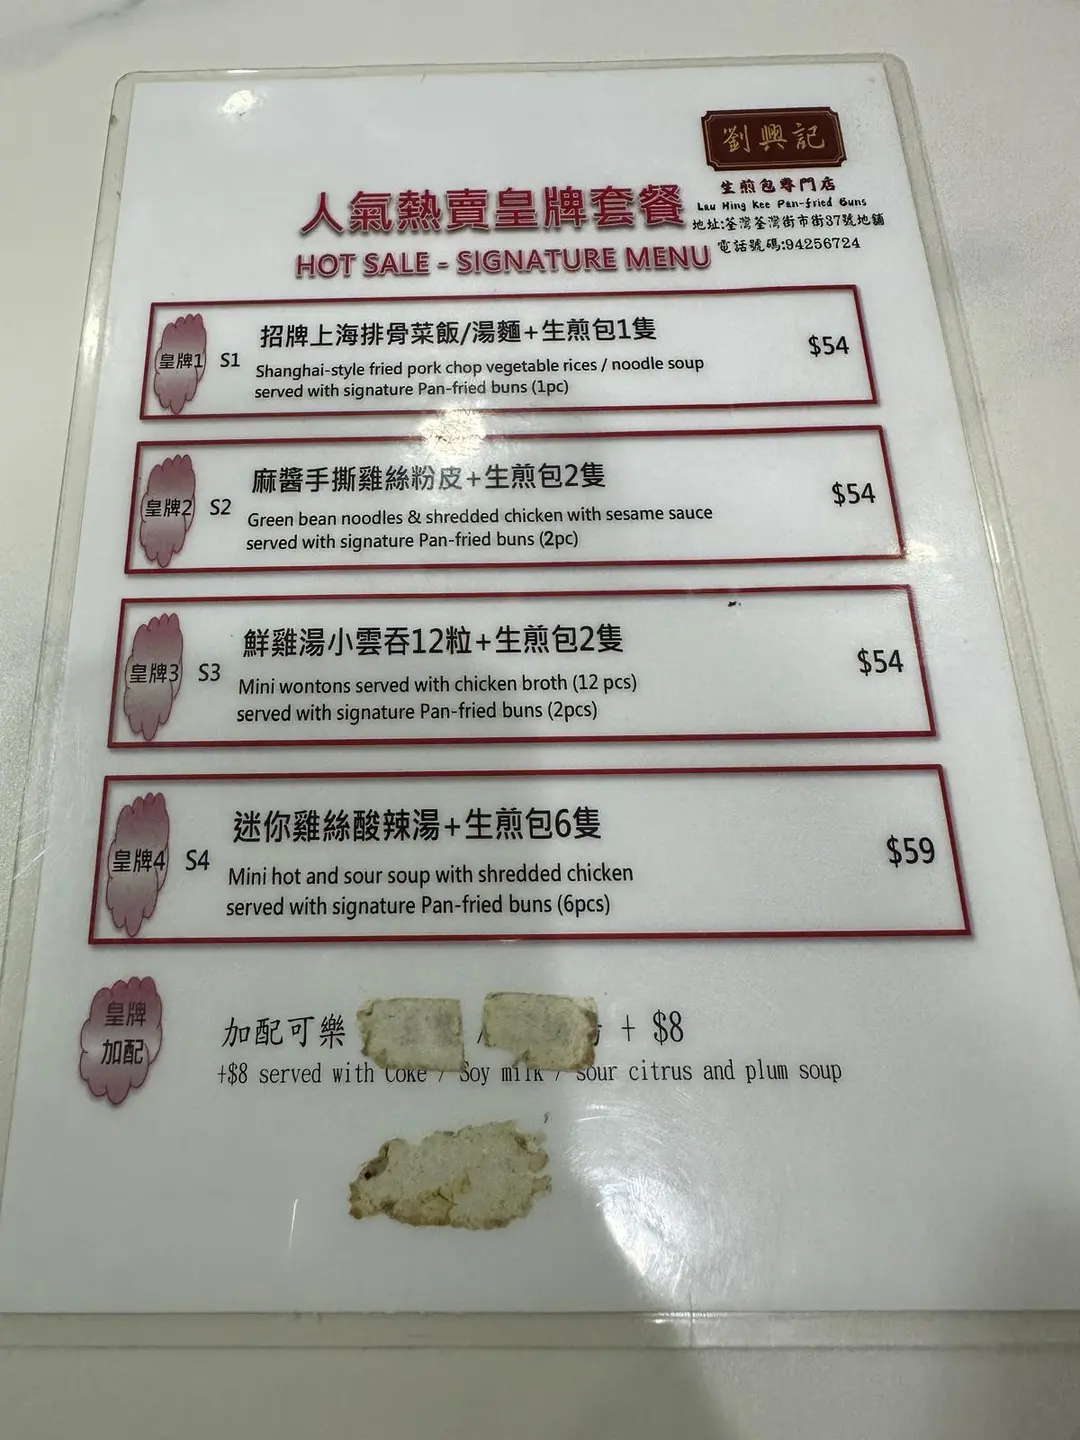 劉興記
生煎包專門店
Lau Hing Kee Pan-fried Buns
地址:荃灣荃灣街市街37號地舖
電話號碼:94256724
人氣熱賣皇牌套餐
HOT SALE - SIGNATURE MENU
皇牌1 S1 招牌上海排骨菜飯/湯麵+生煎包1隻 $54
Shanghai-style fried pork chop vegetable rices / noodle soup
served with signature Pan-fried buns (1pc)
皇牌2 S2 麻醬手撕雞絲粉皮+生煎包2隻 $54
Green bean noodles & shredded chicken with sesame sauce
served with signature Pan-fried buns (2pc)
皇牌3 S3 鮮雞湯小雲吞12粒+生煎包2隻 $54
Mini wontons served with chicken broth (12 pcs)
served with signature Pan-fried buns (2pcs)
皇牌4 S4 迷你雞絲酸辣湯+生煎包6隻 $59
Mini hot and sour soup with shredded chicken
served with signature Pan-fried buns (6pcs)
皇牌
加配
加配可樂 / + $8
+$8 served with Coke / Soy milk / sour citrus and plum soup